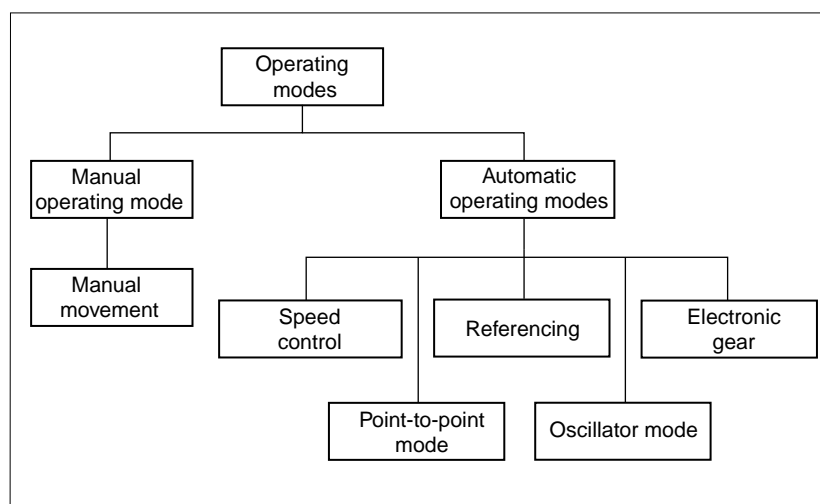 Operating
modes
Manual
operating mode
Automatic
operating modes
Manual
movement
Speed
control
Referencing
Electronic
gear
Point-to-point
mode
Oscillator mode